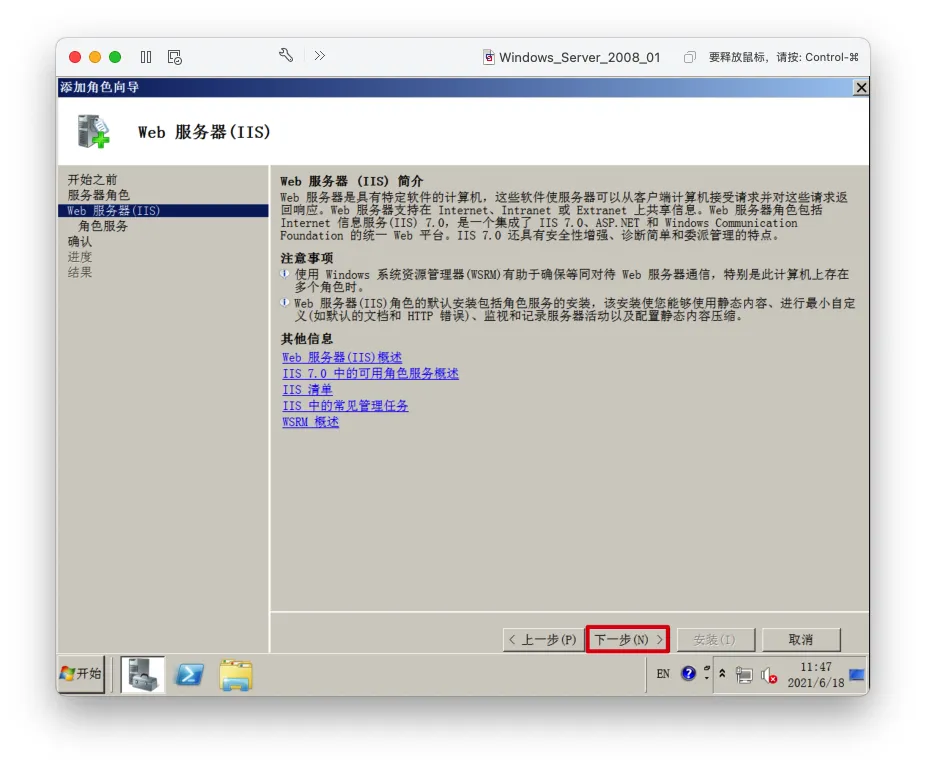 Windows_Server_2008_01
要释放鼠标，请按: Control-⌘
添加角色向导
Web 服务器(IIS)
开始之前
服务器角色
Web 服务器(IIS)
角色服务
确认
进度
结果
Web 服务器 (IIS) 简介
Web 服务器是具有特定软件的计算机，这些软件使服务器可以从客户端计算机接受请求并对这些请求返
回响应。Web 服务器支持在 Internet、Intranet 或 Extranet 上共享信息。Web 服务器角色包括
Internet 信息服务(IIS) 7.0，是一个集成了 IIS 7.0、ASP.NET 和 Windows Communication
Foundation 的统一 Web 平台。IIS 7.0 还具有安全性增强、诊断简单和委派管理的特点。
注意事项
使用 Windows 系统资源管理器(WSRM)有助于确保等同对待 Web 服务器通信，特别是此计算机上存在
多个角色时。
Web 服务器(IIS)角色的默认安装包括角色服务的安装，该安装使您能够使用静态内容、进行最小自定
义(如默认的文档和 HTTP 错误)、监视和记录服务器活动以及配置静态内容压缩。
其他信息
Web 服务器(IIS)概述
IIS 7.0 中的可用角色服务概述
IIS 清单
IIS 中的常见管理任务
WSRM 概述
< 上一步(P)
下一步(N) >
安装(I)
取消
开始
EN
11:47
2021/6/18